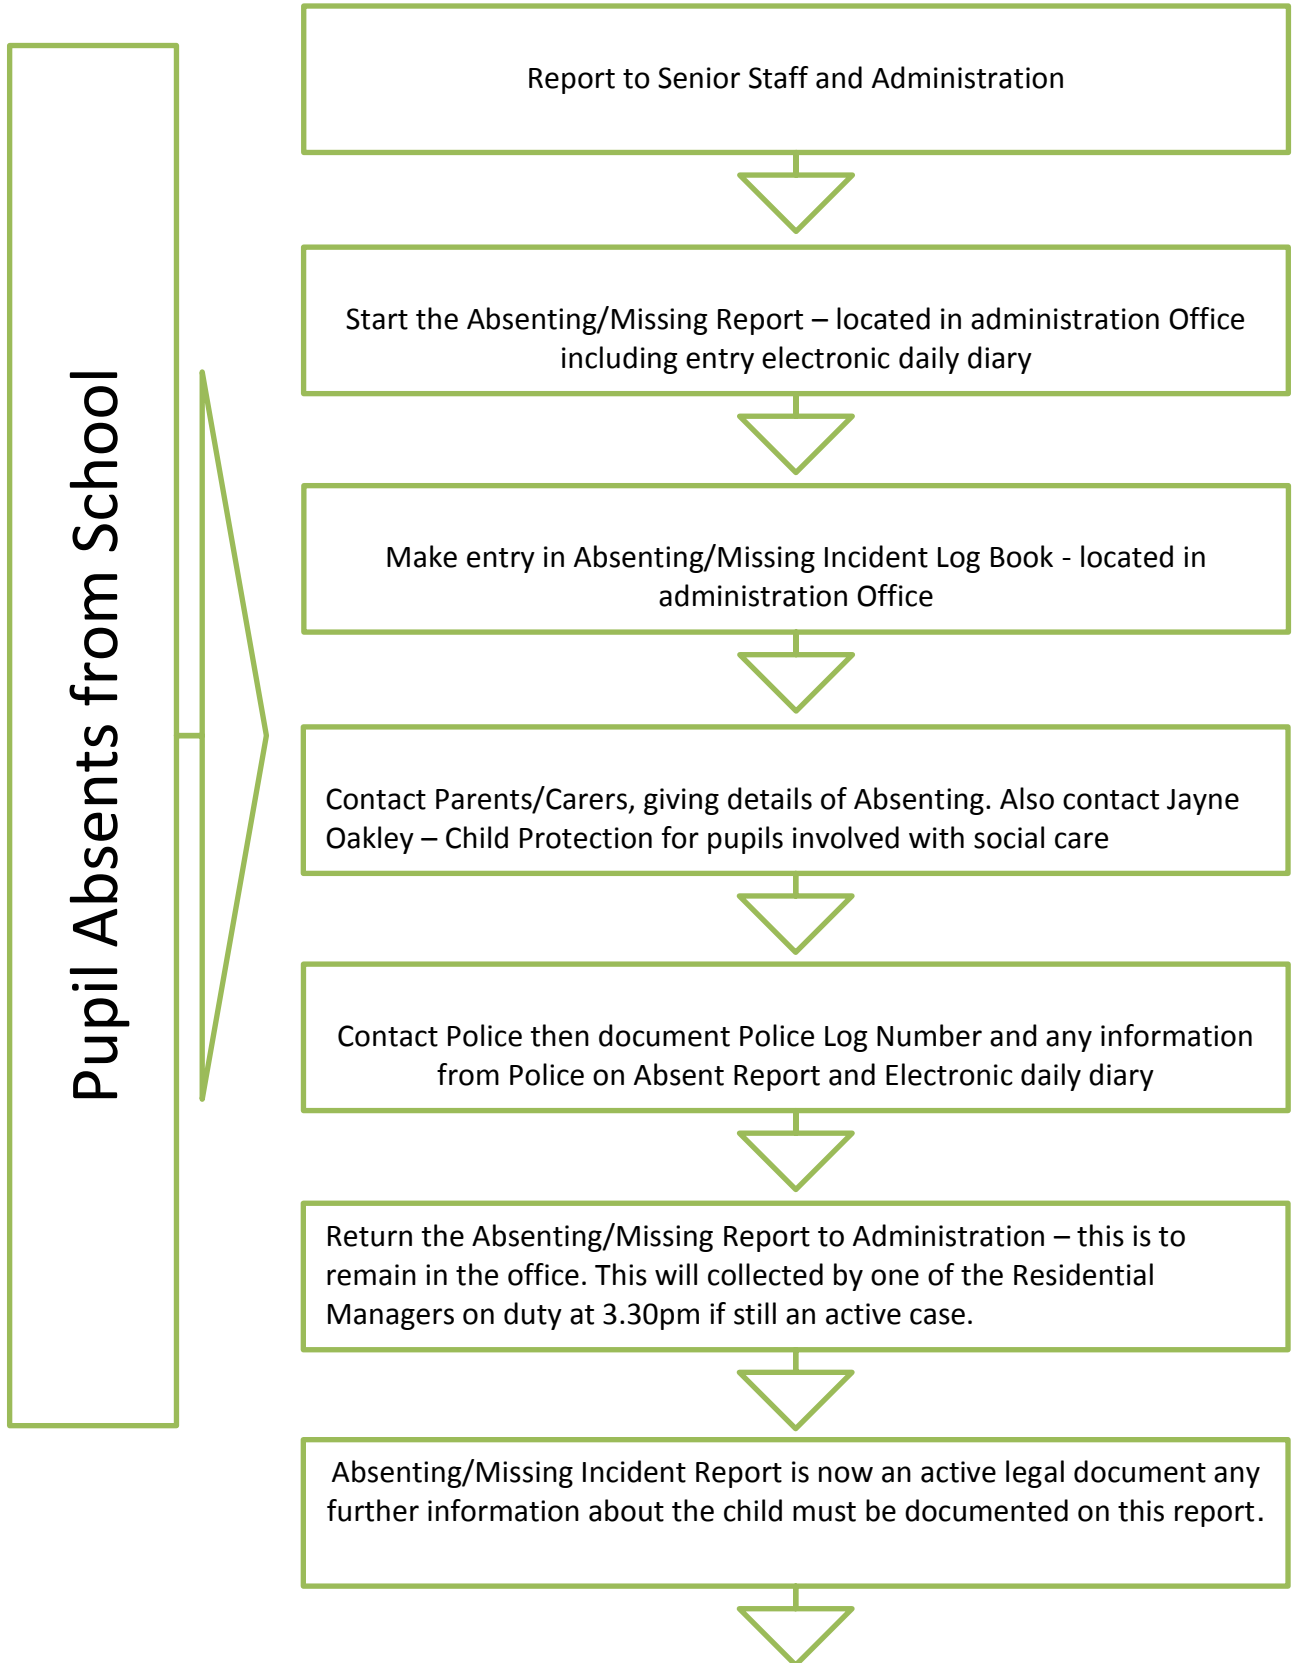 Pupil Absents from School
Report to Senior Staff and Administration
Start the Absenting/Missing Report – located in administration Office
including entry electronic daily diary
Make entry in Absenting/Missing Incident Log Book - located in
administration Office
Contact Parents/Carers, giving details of Absenting. Also contact Jayne
Oakley – Child Protection for pupils involved with social care
Contact Police then document Police Log Number and any information
from Police on Absent Report and Electronic daily diary
Return the Absenting/Missing Report to Administration – this is to
remain in the office. This will collected by one of the Residential
Managers on duty at 3.30pm if still an active case.
Absenting/Missing Incident Report is now an active legal document any
further information about the child must be documented on this report.